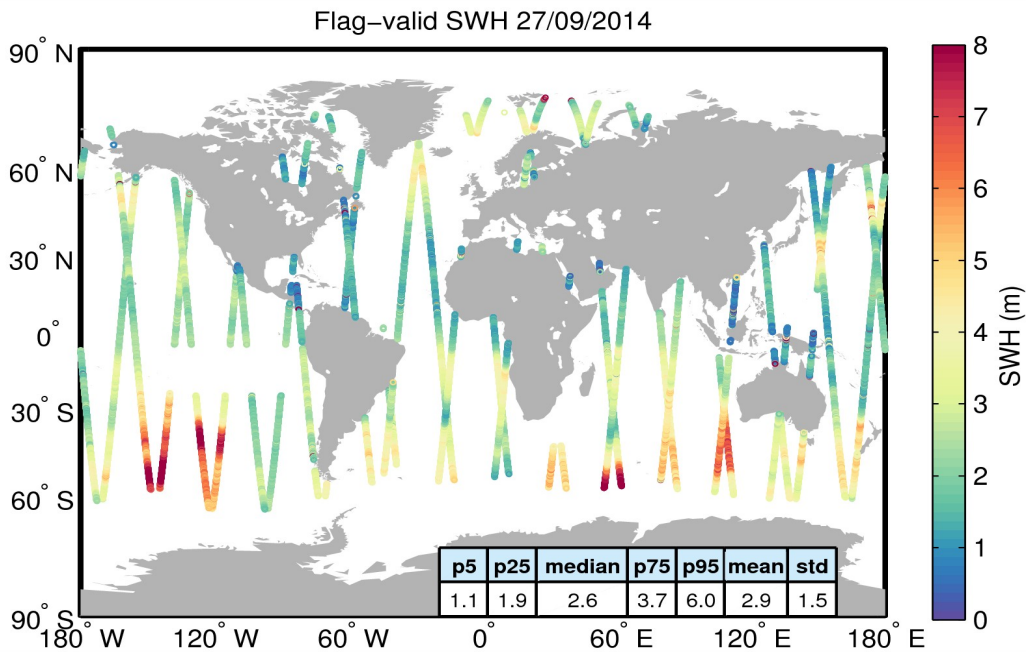 Flag−valid SWH 27/09/2014
90° N
60° N
30° N
0°
30° S
60° S
90° S
180° W
120° W
60° W
0°
60° E
120° E
180° E
p5 p25 median p75 p95 mean std
1.1 1.9 2.6 3.7 6.0 2.9 1.5
8
7
6
5
4
3
2
1
0
SWH (m)